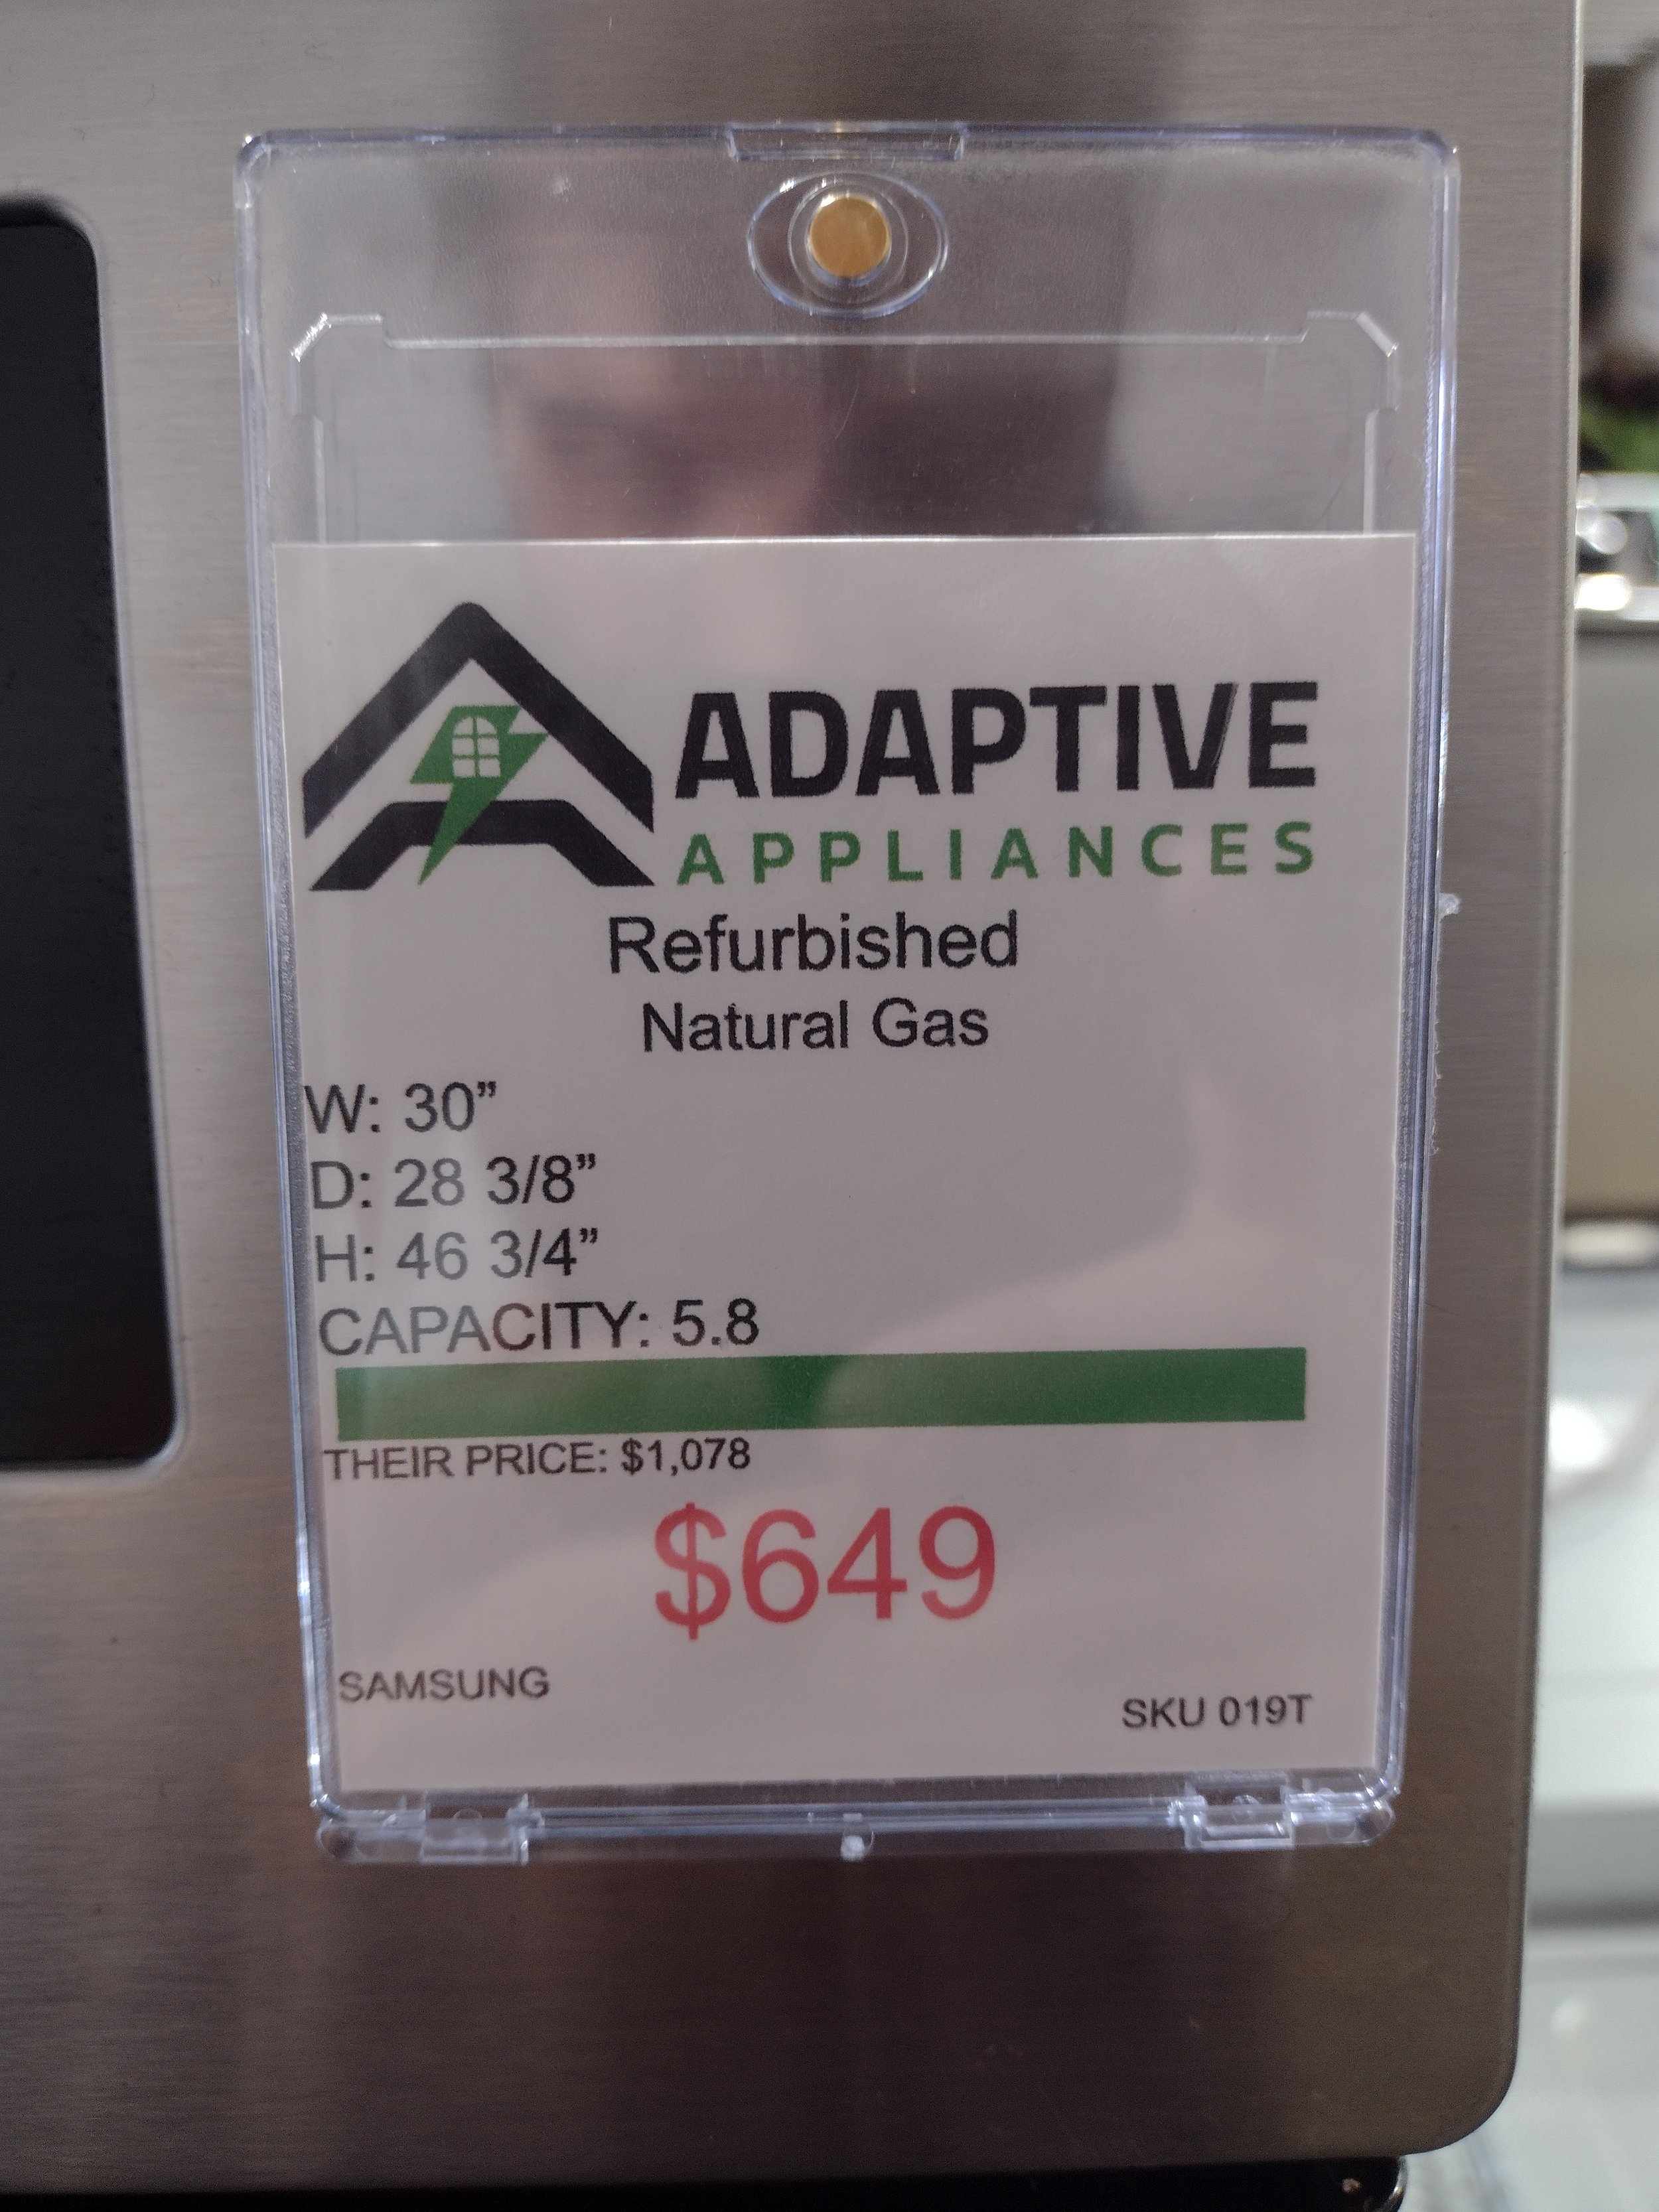 ADAPTIVE
APPLIANCES
Refurbished
Natural Gas
W: 30”
D: 28 3/8”
H: 46 3/4”
CAPACITY: 5.8
THEIR PRICE: $1,078
$649
SAMSUNG
SKU 019T